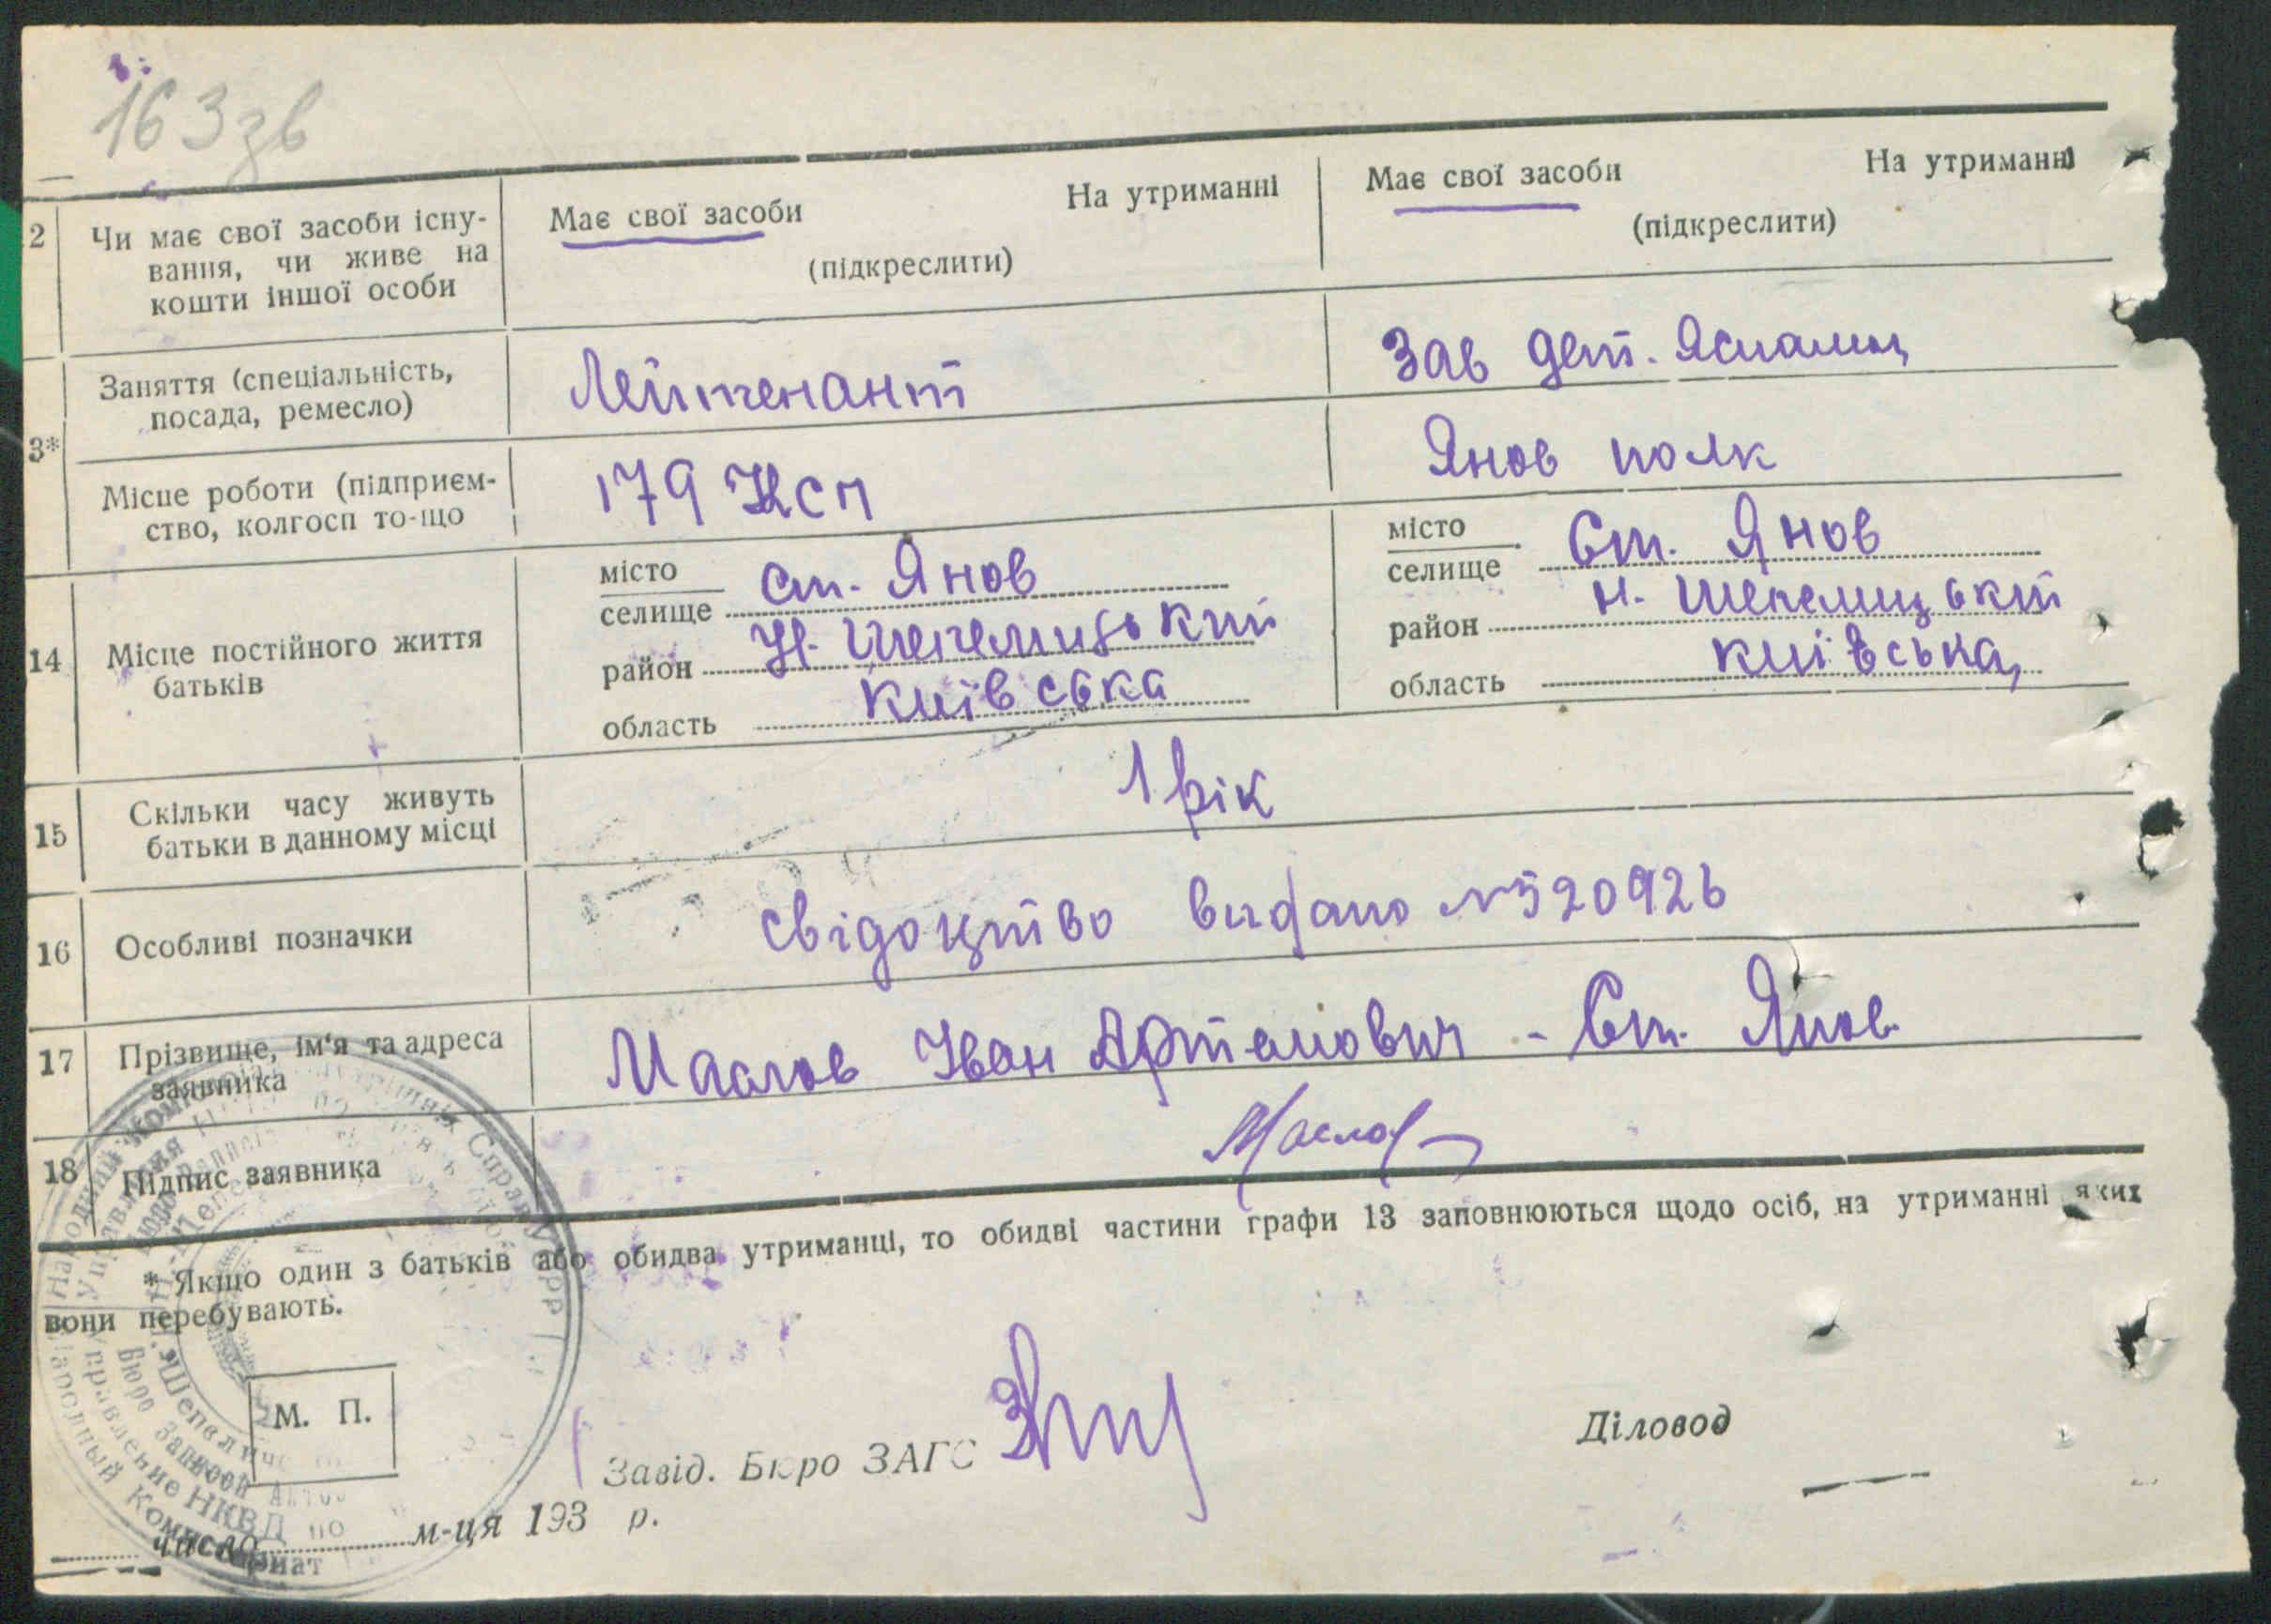 163зв
2 Чи має свої засоби існу-
вання, чи живе на
кошти іншої особи
Має свої засоби На утриманні
(підкреслити)
Має свої засоби На утриманні
(підкреслити)
3*
Заняття (спеціальність,
посада, ремесло)
Лейтенант
Зав дет.
Місце роботи (підприєм-
ство, колгосп то-що
179
Янов полк
14 Місце постійного життя
батьків
місто
селище ст. Янов
район Н. Шепелицький
область київська
місто
селище Ст. Янов
район Н. Шепелицький
область київська
15 Скільки часу живуть
батьки в данному місці
1 рік
16 Особливі позначки
свідоцтво видано №520926
17 Прізвище, ім'я та адреса
заявника
Маслов Іван Артемович - Ст. Янов
18 Підпис заявника
Маслов
* Якщо один з батьків або обидва утриманці, то обидві частини графи 13 заповнюються щодо осіб, на утриманні яких
вони перебувають.
М. П.
Завід. Бюро ЗАГС
Діловод
число м-ця 193 р.